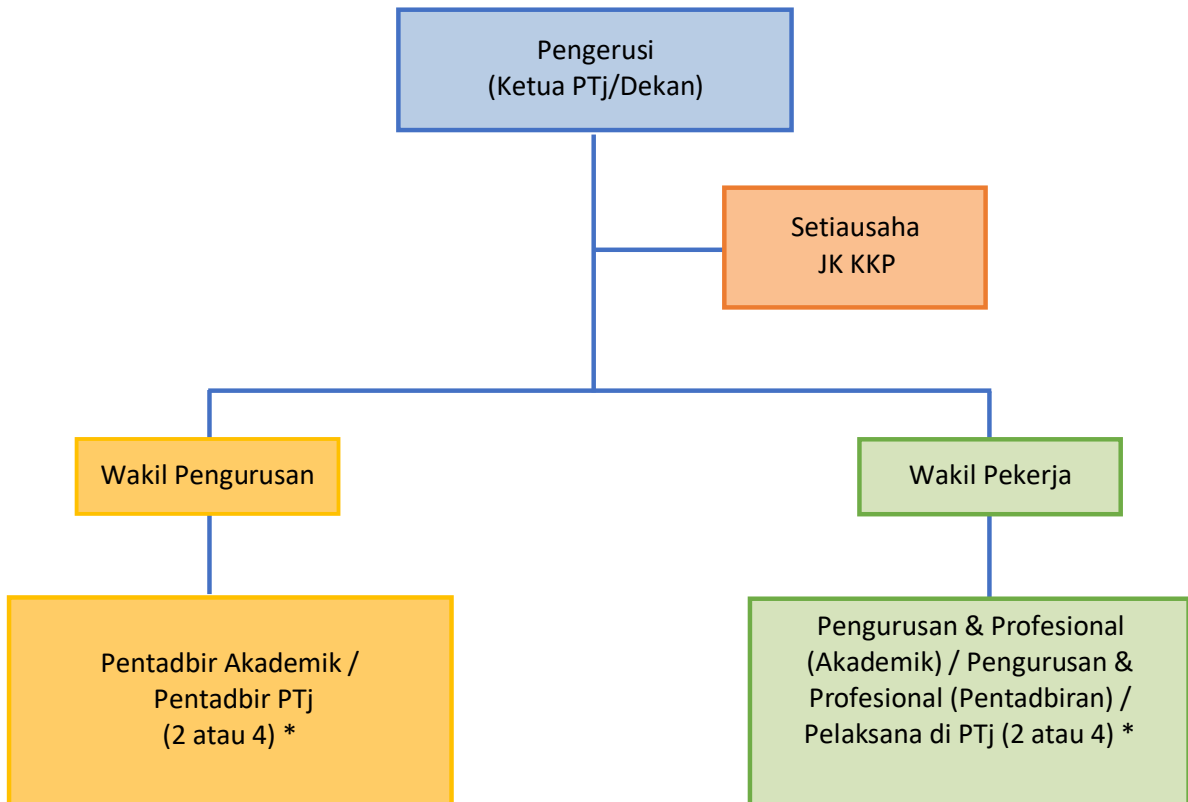 Pengerusi
(Ketua PTj/Dekan)
Setiausaha
JK KKP
Wakil Pengurusan
Wakil Pekerja
Pentadbir Akademik /
Pentadbir PTj
(2 atau 4) *
Pengurusan & Profesional
(Akademik) / Pengurusan &
Profesional (Pentadbiran) /
Pelaksana di PTj (2 atau 4) *